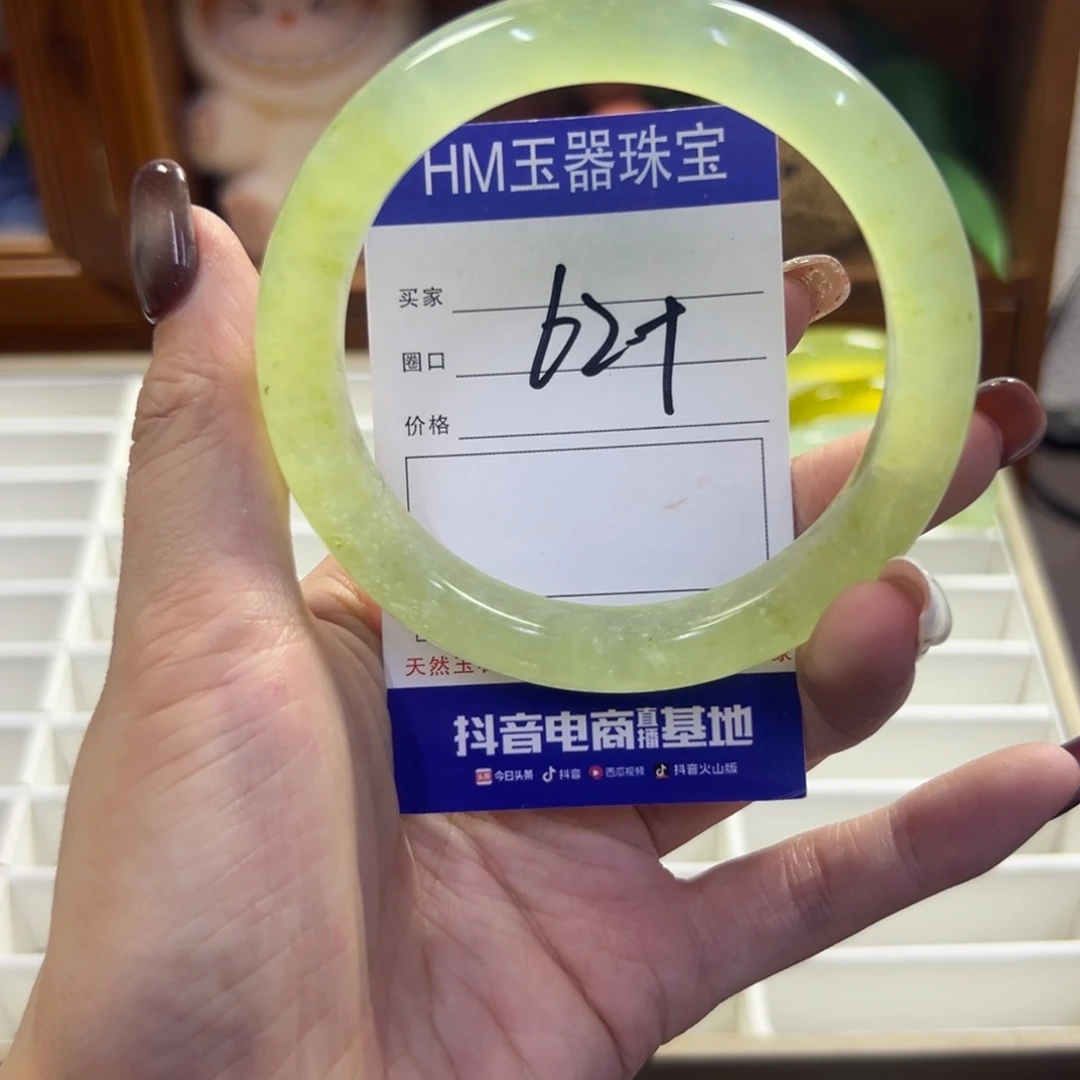 HM玉器珠宝
买家
圈口 62+
价格
天然玉
抖音电商直播基地
今日头条 抖音 西瓜视频 抖音火山版